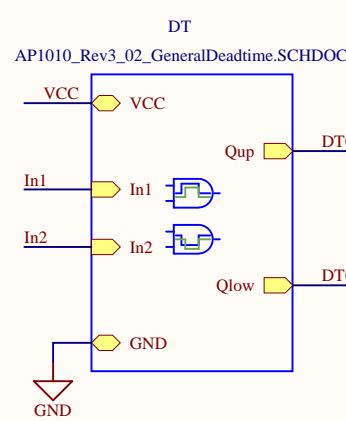 DT
AP1010_Rev3_02_GeneralDeadtime.SCHDOC
VCC
VCC
Qup
In1
In1
In2
In2
Qlow
GND
GND